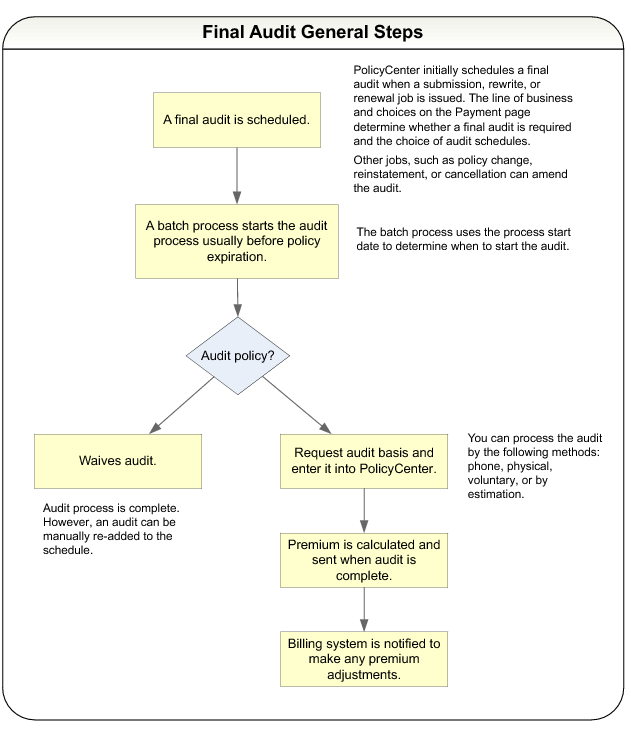 Final Audit General Steps
PolicyCenter initially schedules a final
audit when a submission, rewrite, or
renewal job is issued. The line of business
and choices on the Payment page
determine whether a final audit is required
and the choice of audit schedules.
Other jobs, such as policy change,
reinstatement, or cancellation can amend
the audit.
A final audit is scheduled.
A batch process starts the audit
process usually before policy
expiration.
The batch process uses the process start
date to determine when to start the audit.
Audit policy?
Waives audit.
Audit process is complete.
However, an audit can be
manually re-added to the
schedule.
Request audit basis and
enter it into PolicyCenter.
You can process the audit
by the following methods:
phone, physical,
voluntary, or by
estimation.
Premium is calculated and
sent when audit is
complete.
Billing system is notified to
make any premium
adjustments.